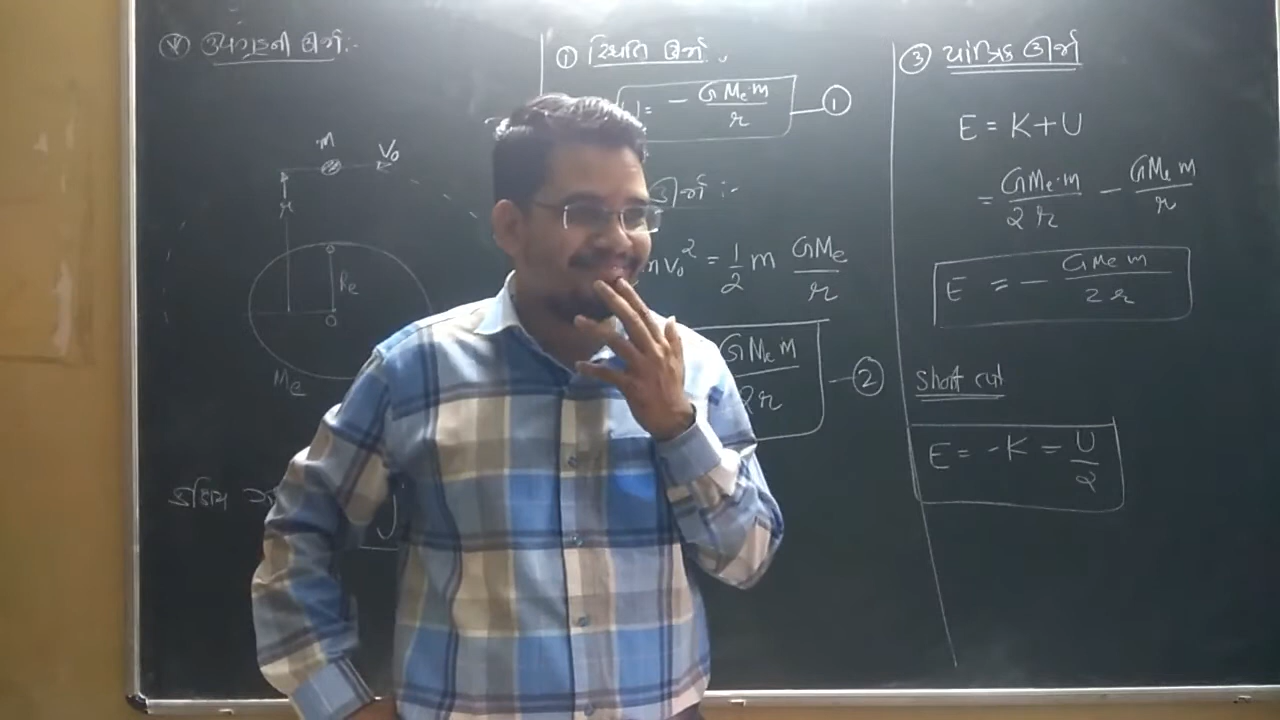 ઉપગ્રહની ઊર્જા :-
m
V₀
r
Re
O
Me
① સ્થિતિ ઊર્જા :-
U = - GMe·m / r — ①
ઊર્જા :-
mv₀² = 1/2 m GMe / r
GMe m / 2r — ②
③ યાંત્રિક ઊર્જા
E = K + U
= GMe·m / 2r - GMe m / r
E = - GMe m / 2r
Short cut
E = -K = U / 2